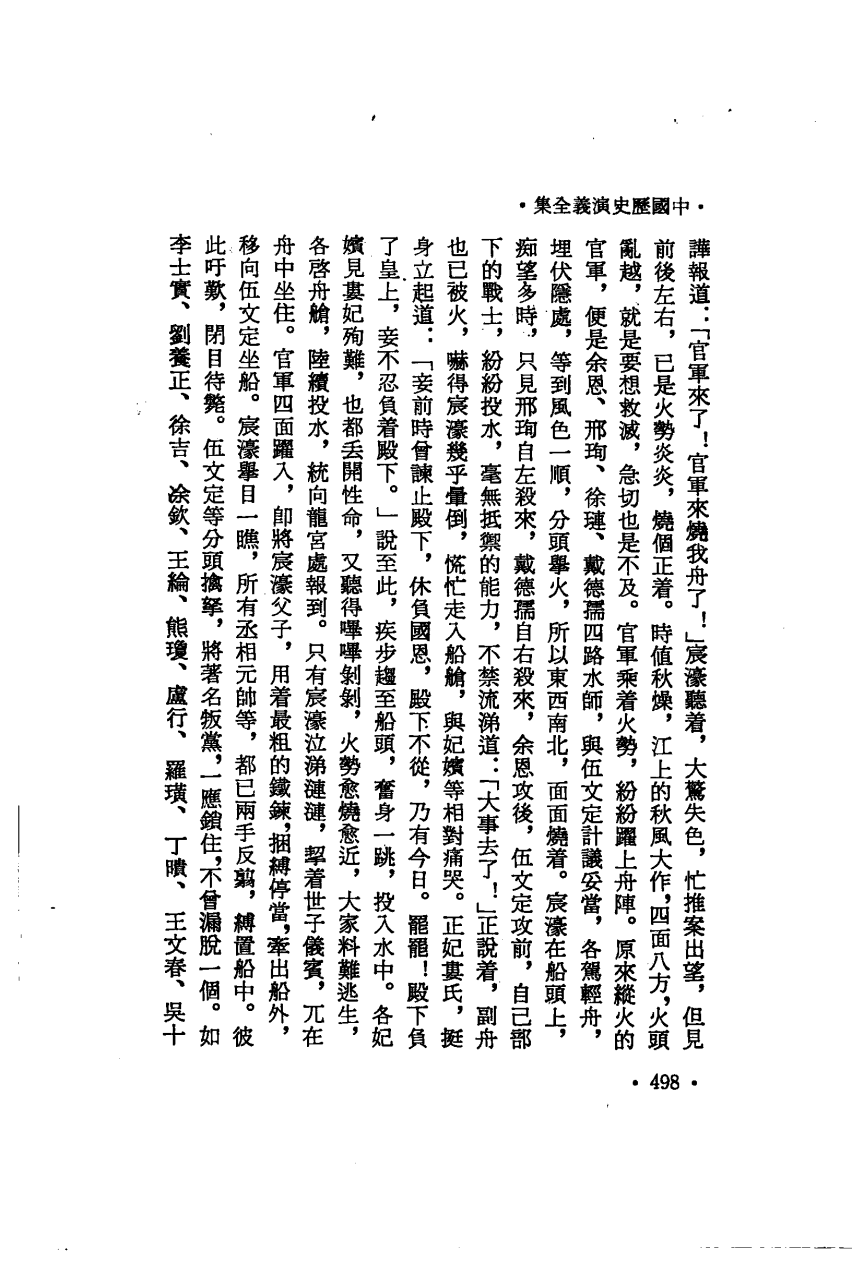 •中國歷史演義全集•
譁報道：「官軍來了！官軍來燒我舟了！」宸濠聽着，大驚失色，忙推案出望，但見
前後左右，已是火勢炎炎，燒個正着。時值秋燥，江上的秋風大作，四面八方，火頭
亂越，就是要想救滅，急切也是不及。官軍乘着火勢，紛紛躍上舟陣。原來縱火的
官軍，便是余恩、邢珣、徐璉、戴德孺四路水師，與伍文定計議妥當，各駕輕舟，
埋伏隱處，等到風色一順，分頭舉火，所以東西南北，面面燒着。宸濠在船頭上，
痴望多時，只見邢珣自左殺來，戴德孺自右殺來，余恩攻後，伍文定攻前，自己部
下的戰士，紛紛投水，毫無抵禦的能力，不禁流涕道：「大事去了！」正說着，副舟
也已被火，嚇得宸濠幾乎暈倒，慌忙走入船艙，與妃嬪等相對痛哭。正妃婁氏，挺
身立起道：「妾前時曾諫止殿下，休負國恩，殿下不從，乃有今日。罷罷！殿下負
了皇上，妾不忍負着殿下。」說至此，疾步趨至船頭，奮身一跳，投入水中。各妃
嬪見婁妃殉難，也都丢開性命，又聽得嗶嗶剝剝，火勢愈燒愈近，大家料難逃生，
各啓舟艙，陸續投水，統向龍宮處報到。只有宸濠泣涕漣漣，挈着世子儀賓，兀在
舟中坐住。官軍四面躍入，卽將宸濠父子，用着最粗的鐵鍊，捆縛停當，牽出船外，
移向伍文定坐船。宸濠舉目一瞧，所有丞相元帥等，都已兩手反翦，縛置船中。彼
此吁歎，閉目待斃。伍文定等分頭擒拏，將著名叛黨，一應鎖住，不曾漏脫一個。如
李士實、劉養正、徐吉、涂欽、王綸、熊瓊、盧行、羅璜、丁瞶、王文春、吳十
•498•